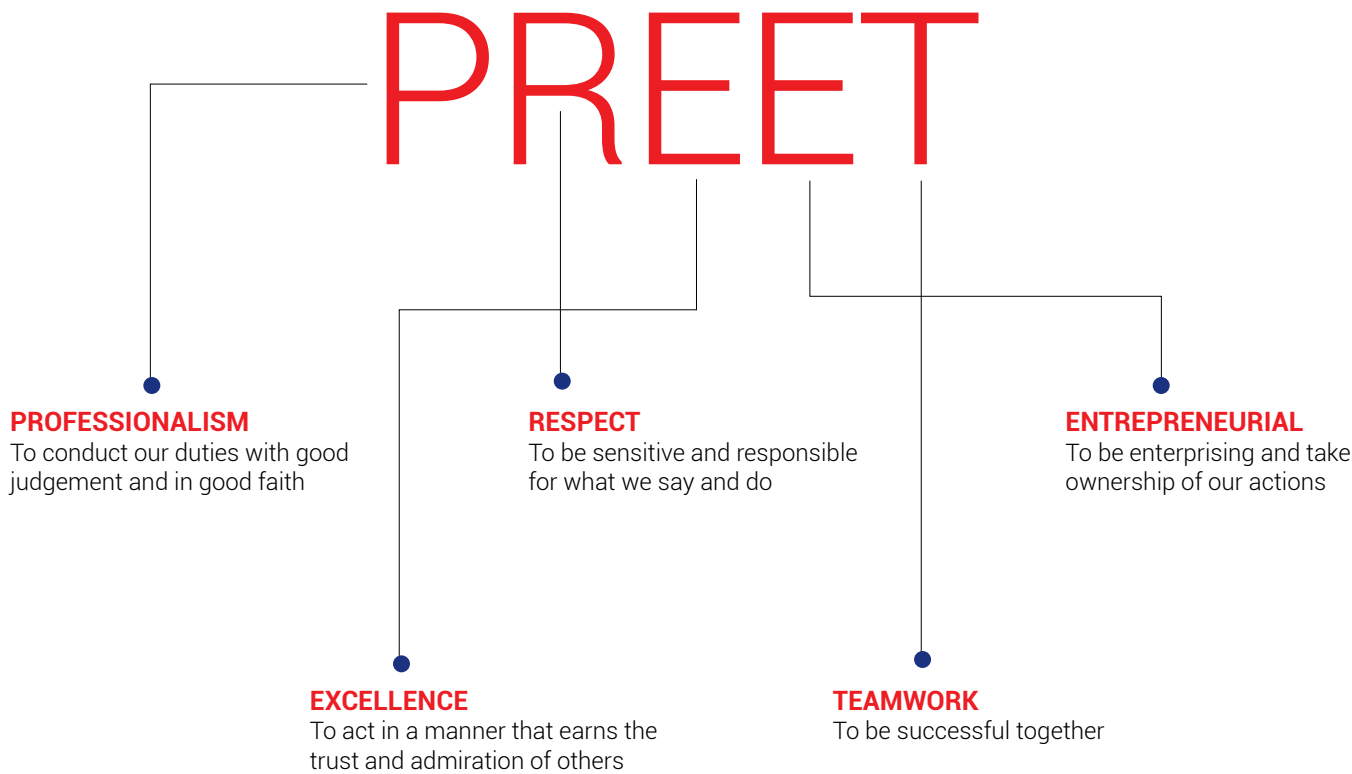 PREET
PROFESSIONALISM
To conduct our duties with good
judgement and in good faith
RESPECT
To be sensitive and responsible
for what we say and do
ENTREPRENEURIAL
To be enterprising and take
ownership of our actions
EXCELLENCE
To act in a manner that earns the
trust and admiration of others
TEAMWORK
To be successful together